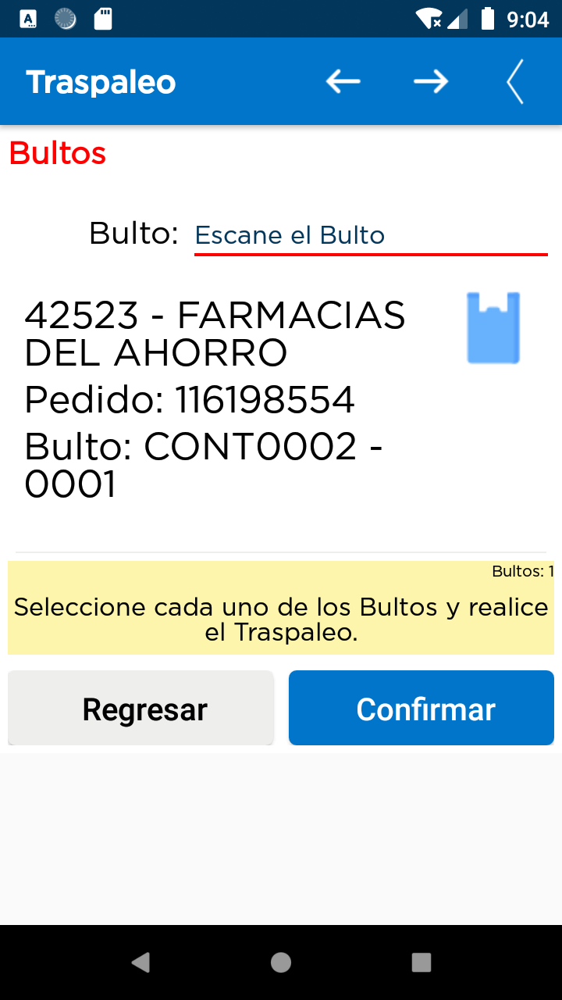 9:04
Traspaleo
Bultos
Bulto: Escane el Bulto
42523 - FARMACIAS
DEL AHORRO
Pedido: 116198554
Bulto: CONT0002 -
0001
Bultos: 1
Seleccione cada uno de los Bultos y realice
el Traspaleo.
Regresar
Confirmar